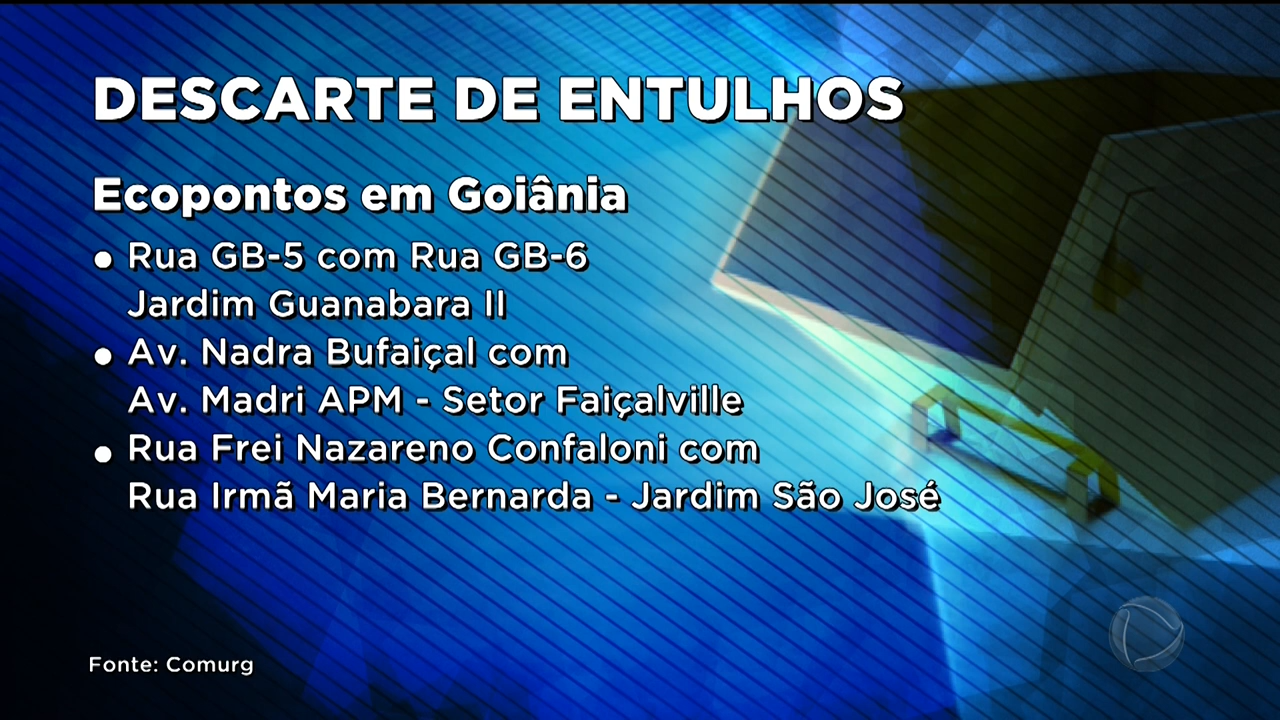 DESCARTE DE ENTULHOS
Ecopontos em Goiânia
• Rua GB-5 com Rua GB-6
Jardim Guanabara II
• Av. Nadra Bufaiçal com
Av. Madri APM - Setor Faiçalville
• Rua Frei Nazareno Confaloni com
Rua Irmã Maria Bernarda - Jardim São José
Fonte: Comurg